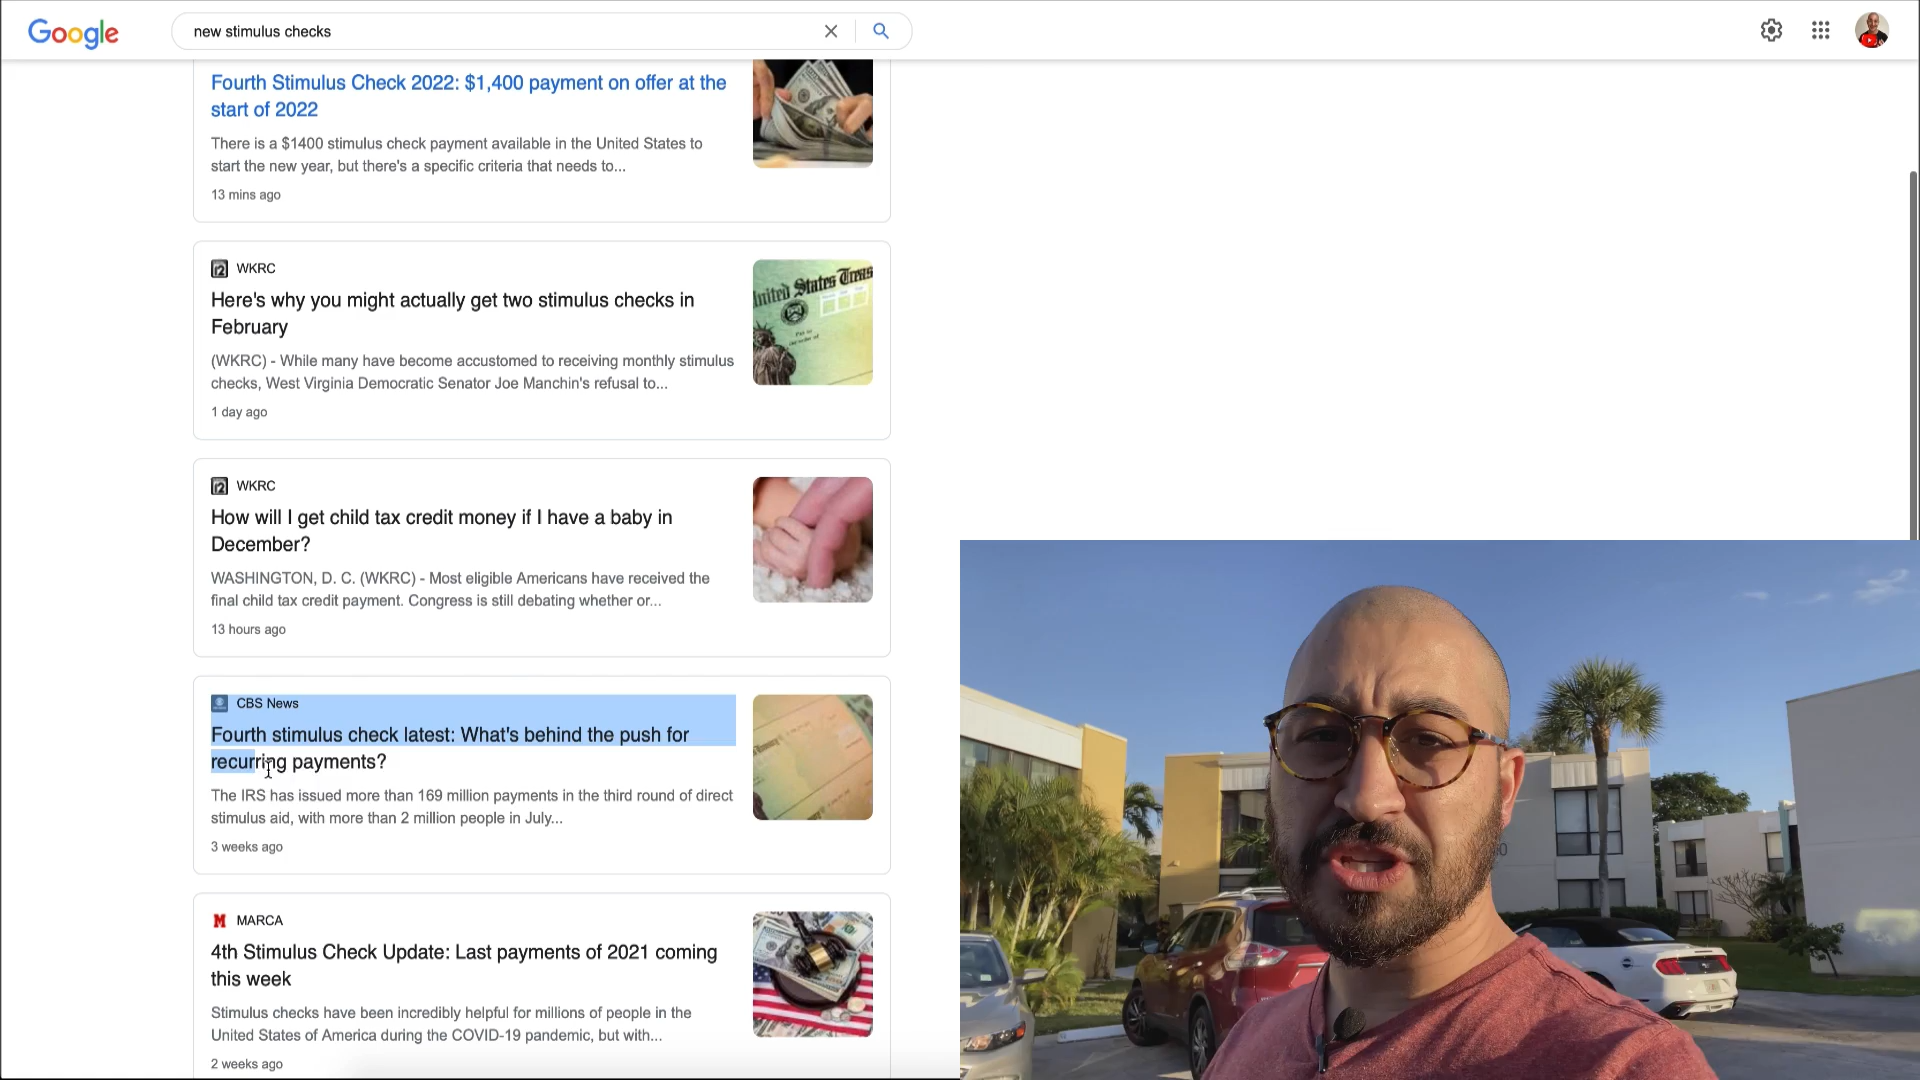 Google
new stimulus checks
Fourth Stimulus Check 2022: $1,400 payment on offer at the
start of 2022
There is a $1400 stimulus check payment available in the United States to
start the new year, but there's a specific criteria that needs to...
13 mins ago
12 WKRC
Here's why you might actually get two stimulus checks in
February
(WKRC) - While many have become accustomed to receiving monthly stimulus
checks, West Virginia Democratic Senator Joe Manchin's refusal to...
1 day ago
United States Treas
12 WKRC
How will I get child tax credit money if I have a baby in
December?
WASHINGTON, D. C. (WKRC) - Most eligible Americans have received the
final child tax credit payment. Congress is still debating whether or...
13 hours ago
CBS News
Fourth stimulus check latest: What's behind the push for
recurring payments?
The IRS has issued more than 169 million payments in the third round of direct
stimulus aid, with more than 2 million people in July...
3 weeks ago
M MARCA
4th Stimulus Check Update: Last payments of 2021 coming
this week
Stimulus checks have been incredibly helpful for millions of people in the
United States of America during the COVID-19 pandemic, but with...
2 weeks ago